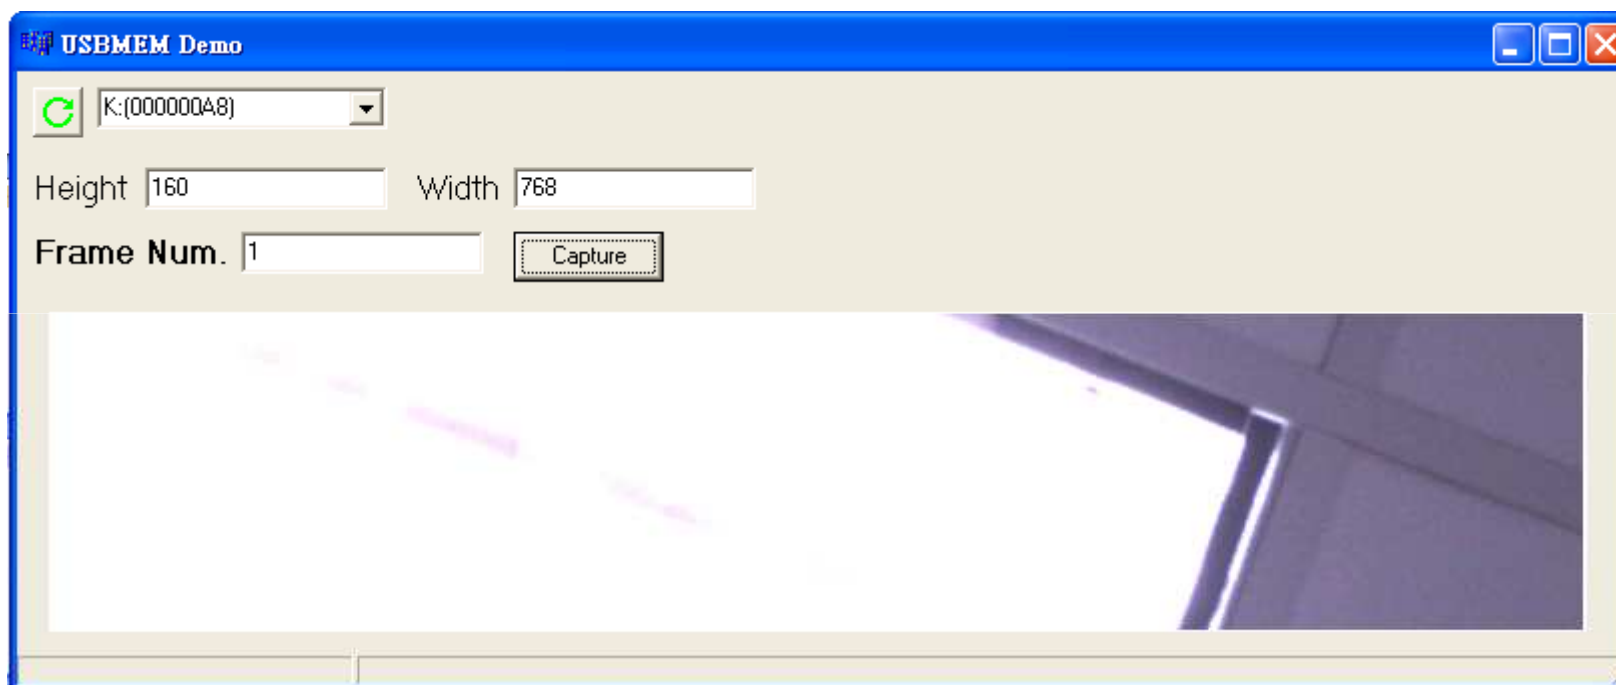 USBMEM Demo
K:(000000A8)
Height 160 Width 768
Frame Num. 1 Capture